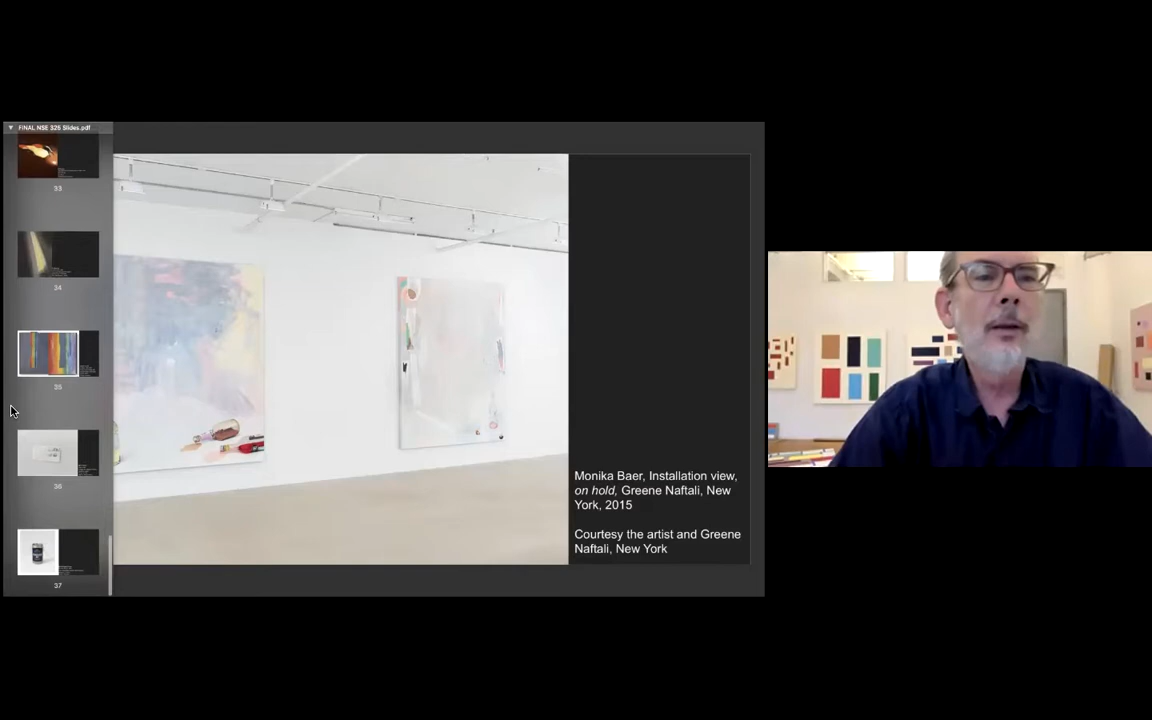 FINAL NSE 326 Slides.pdf
33
34
35
36
37
Monika Baer, Installation view,
on hold, Greene Naftali, New
York, 2015
Courtesy the artist and Greene
Naftali, New York